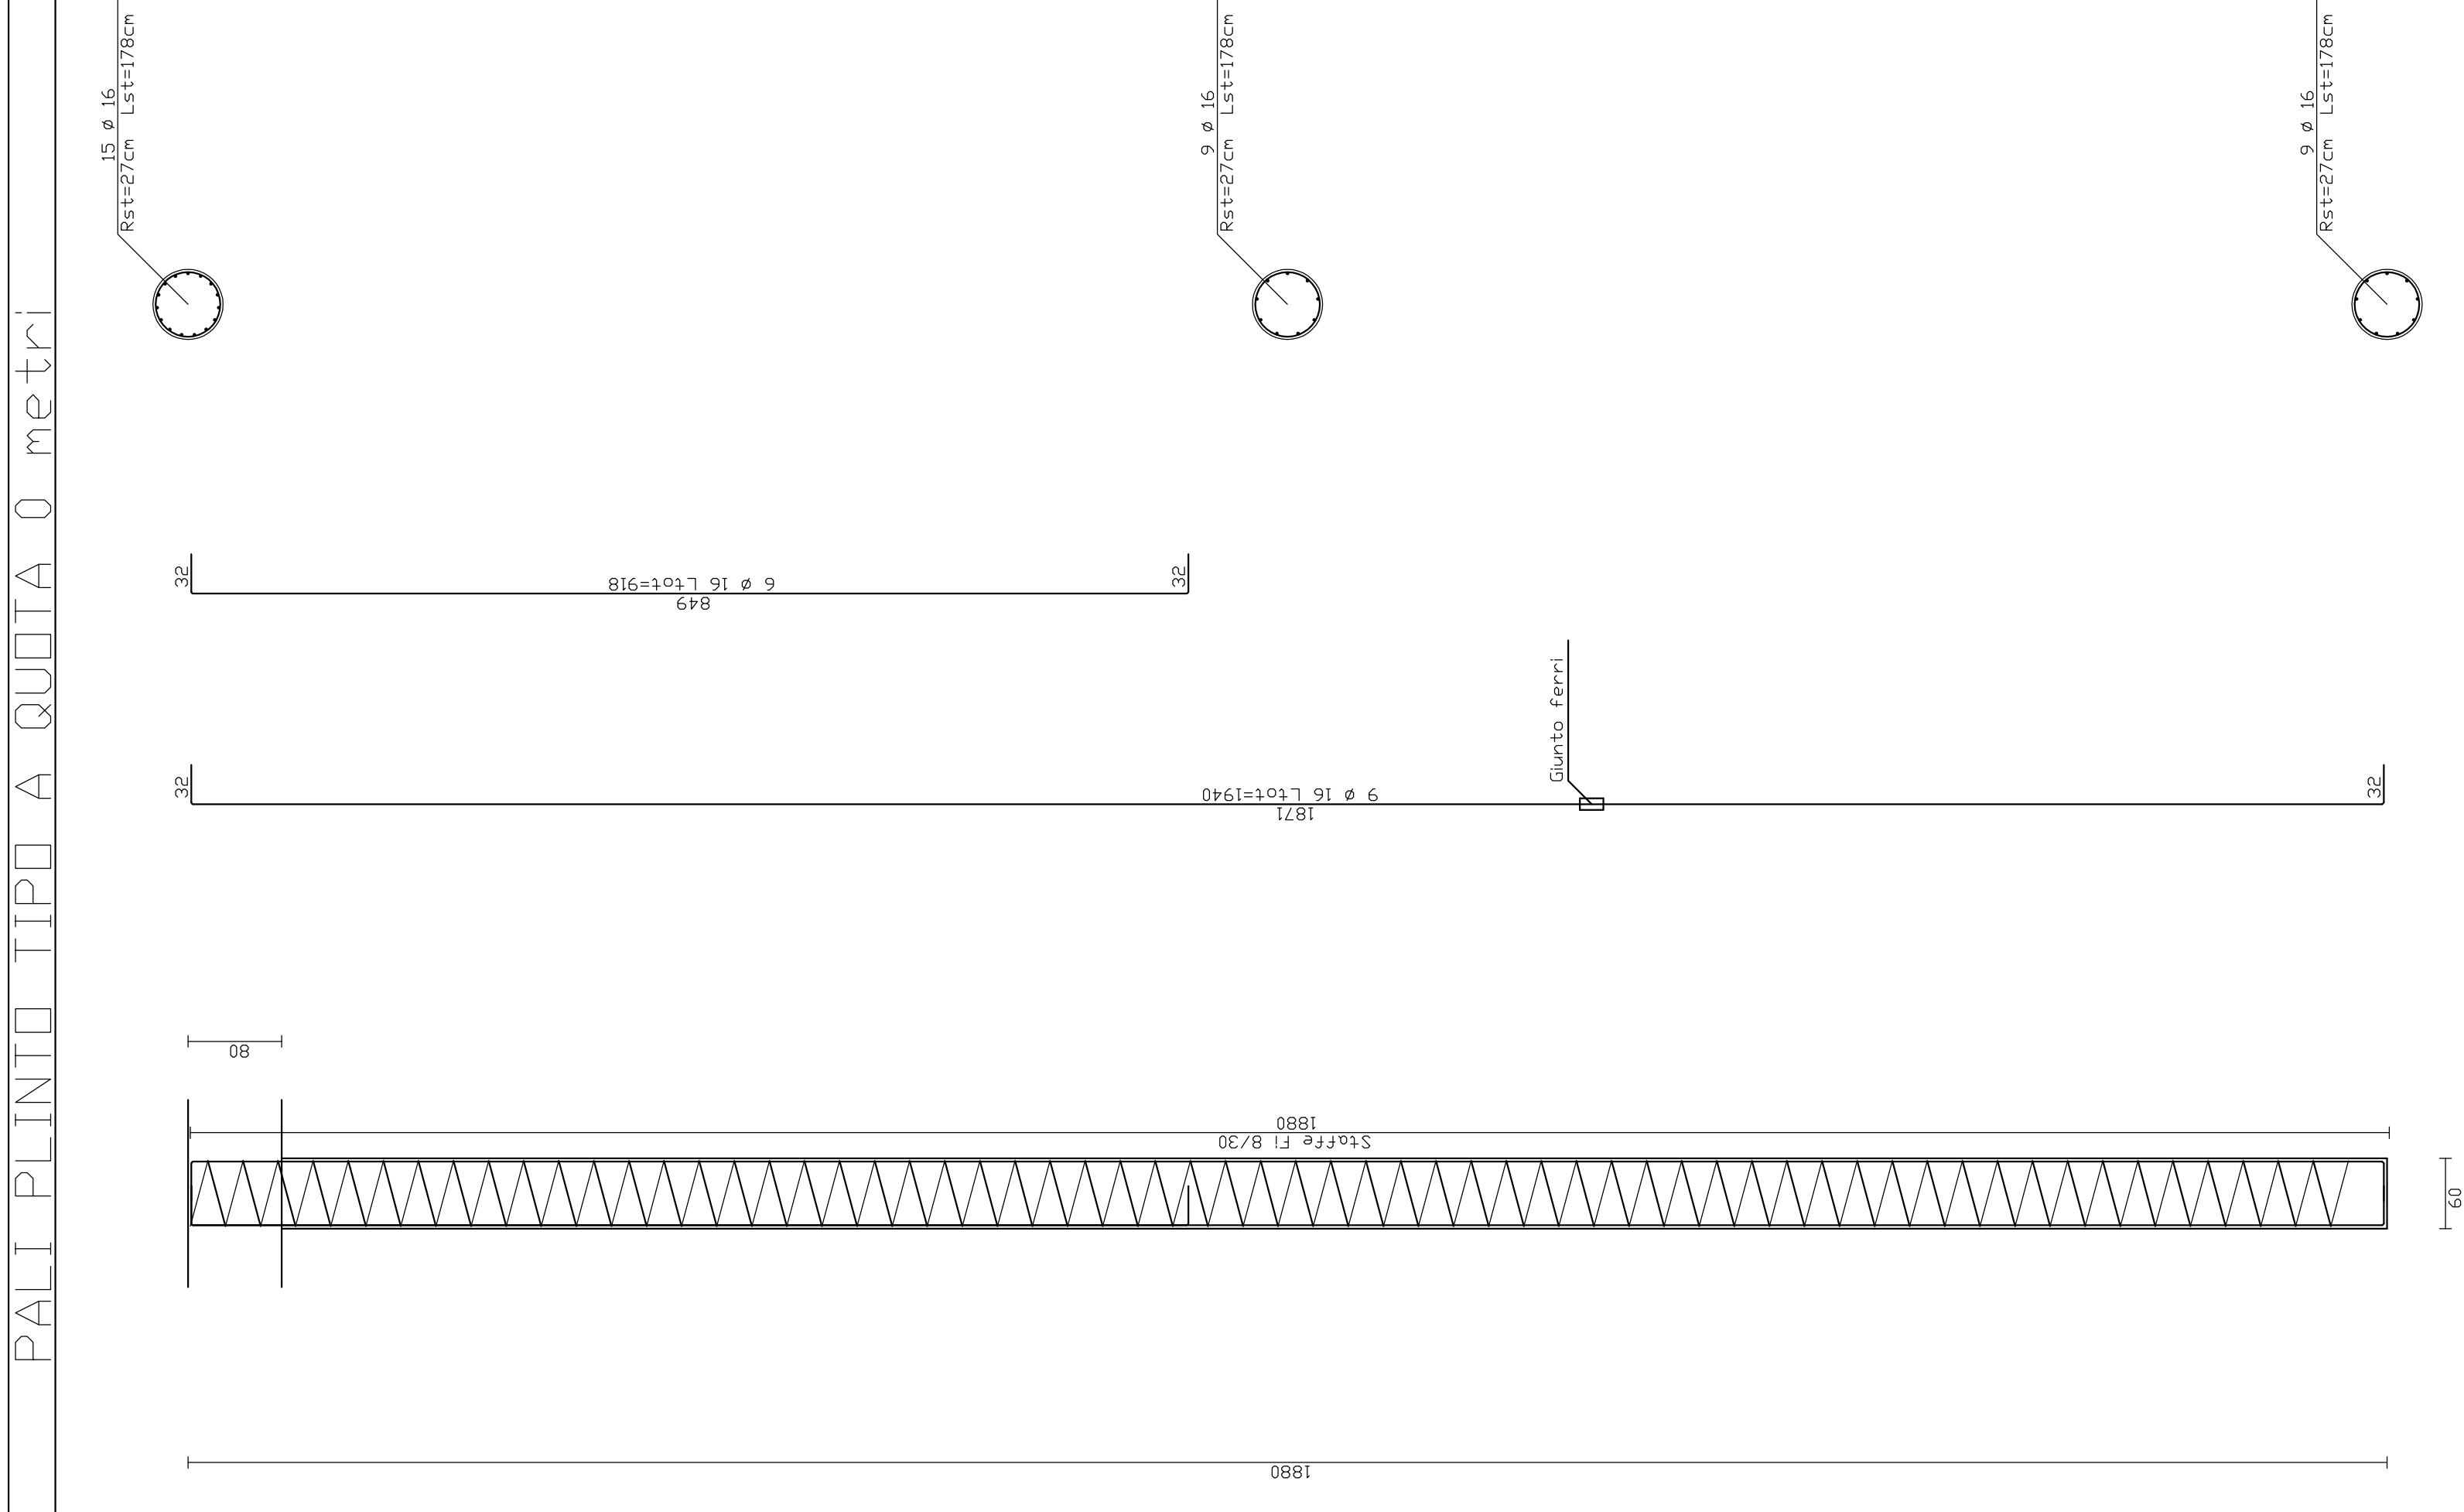 PALI PLINTO TIPO A QUOTA 0 metri
15 ø 16
Rst=27cm Lst=178cm
9 ø 16
Rst=27cm Lst=178cm
9 ø 16
Rst=27cm Lst=178cm
32
6 ø 16 Ltot=918
849
32
Giunto ferri
32
9 ø 16 Ltot=1940
1871
32
80
1880
Staffe Fi 8/30
60
1880